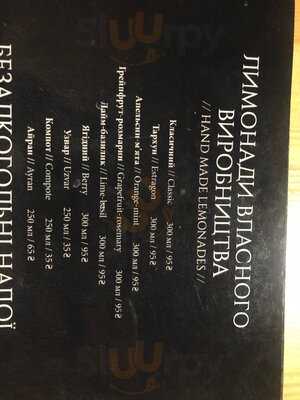 ЛИМОНАДИ ВЛАСНОГО
ВИРОБНИЦТВА
// HAND MADE LEMONADES //
Класичний // Classic 300 мл / 95 ₴
Тархун // Estragon 300 мл / 95 ₴
Апельсин-м'ята // Orange-mint 300 мл / 95 ₴
Грейпфрут-розмарин // Grapefruit-rosemary 300 мл / 95 ₴
Лайм-базилик // Lime-basil 300 мл / 95 ₴
Ягідний // Berry 300 мл / 95 ₴
Узвар // Uzvar 250 мл / 35 ₴
Компот // Compote 250 мл / 35 ₴
Айран // Ayran 250 мл / 65 ₴
БЕЗАЛКОГОЛЬНІ НАПОЇ